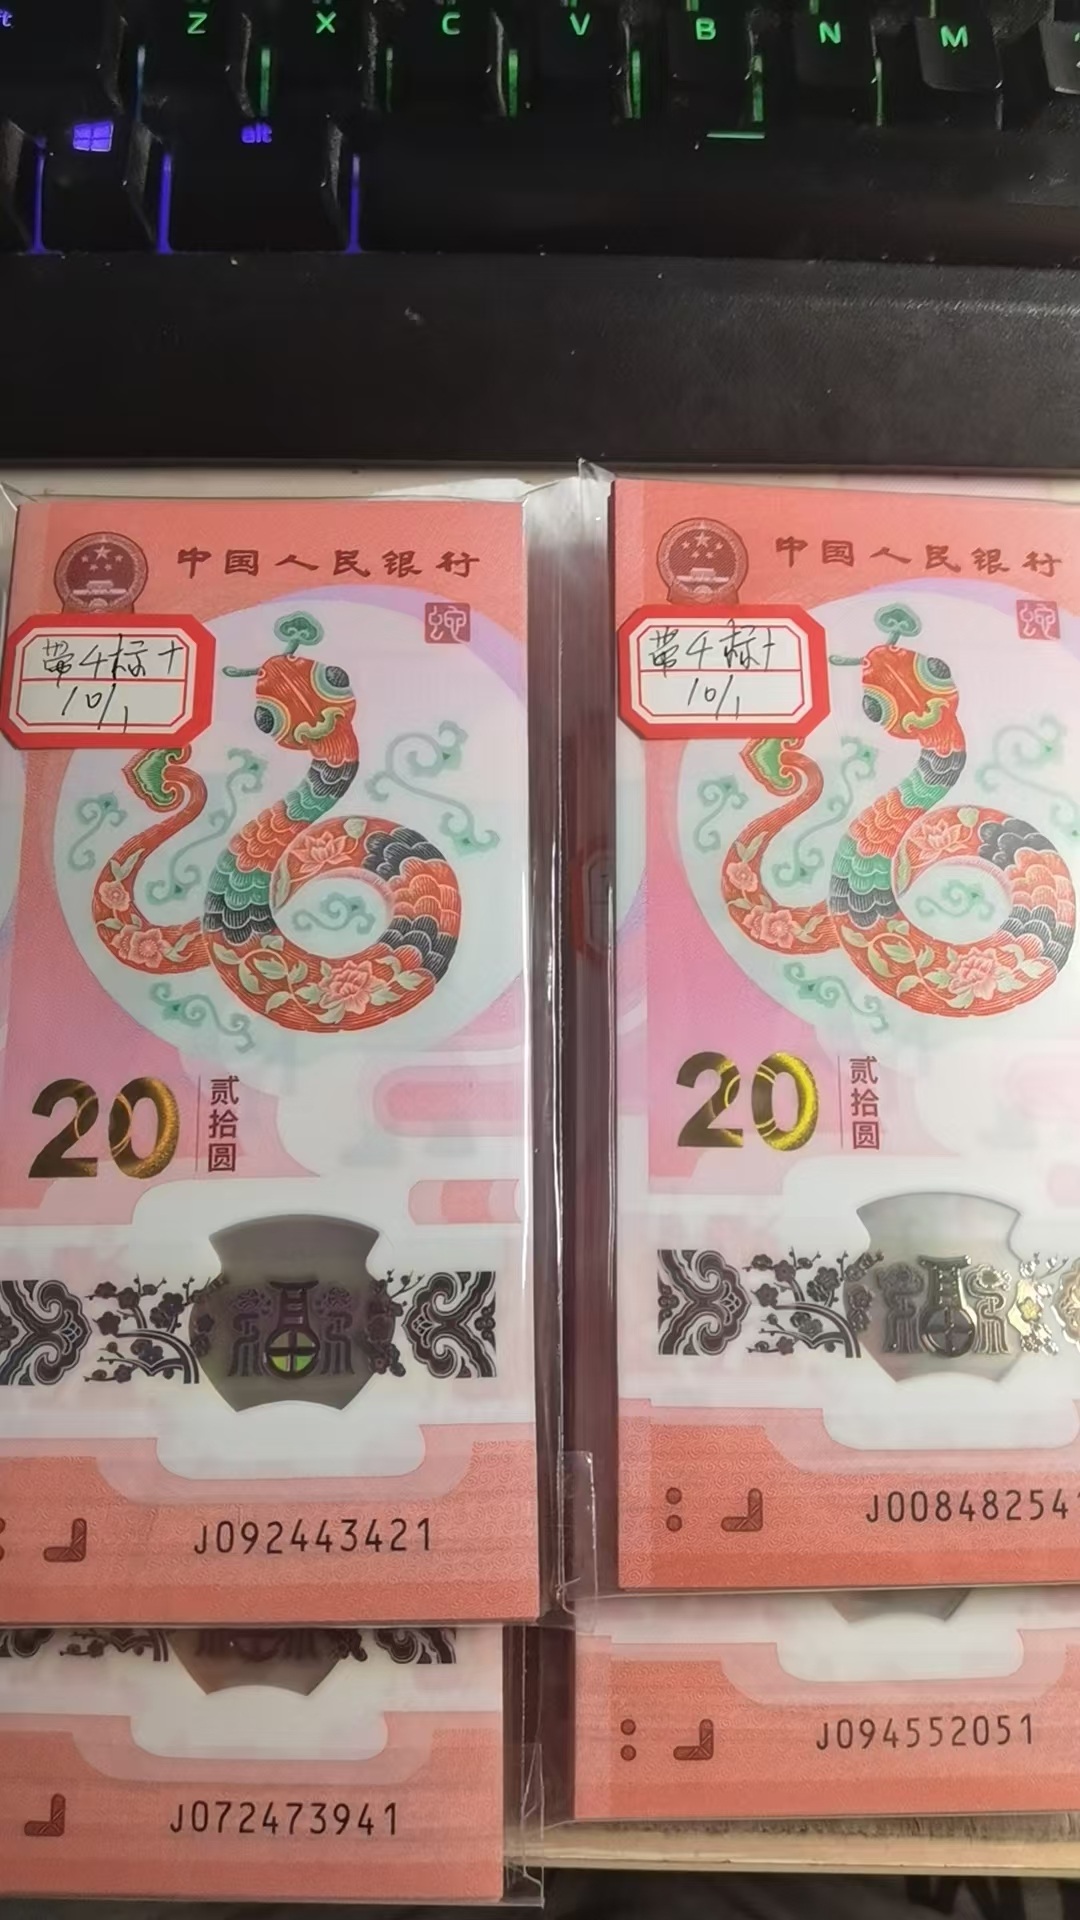 Z X C V B N M
alt
中国人民银行
蛇
带4标十
10/1
20
贰拾圆
J092443421
中国人民银行
蛇
带4标十
10/1
20
贰拾圆
J00848254
J072473941
J094552051